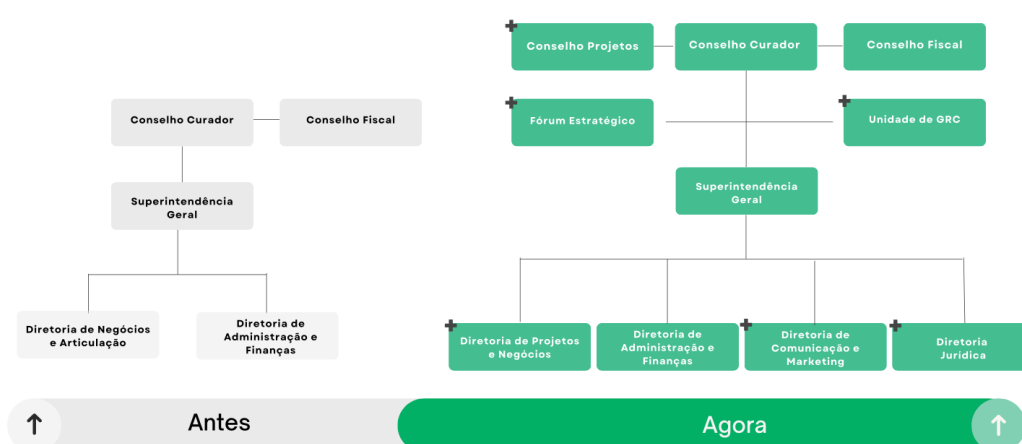 Conselho Curador
Conselho Fiscal
Superintendência
Geral
Diretoria de Negócios
e Articulação
Diretoria de
Administração e
Finanças
Antes
Conselho Projetos
Conselho Curador
Conselho Fiscal
Fórum Estratégico
Unidade de GRC
Superintendência
Geral
Diretoria de Projetos
e Negócios
Diretoria de
Administração e
Finanças
Diretoria de
Comunicação e
Marketing
Diretoria
Jurídica
Agora